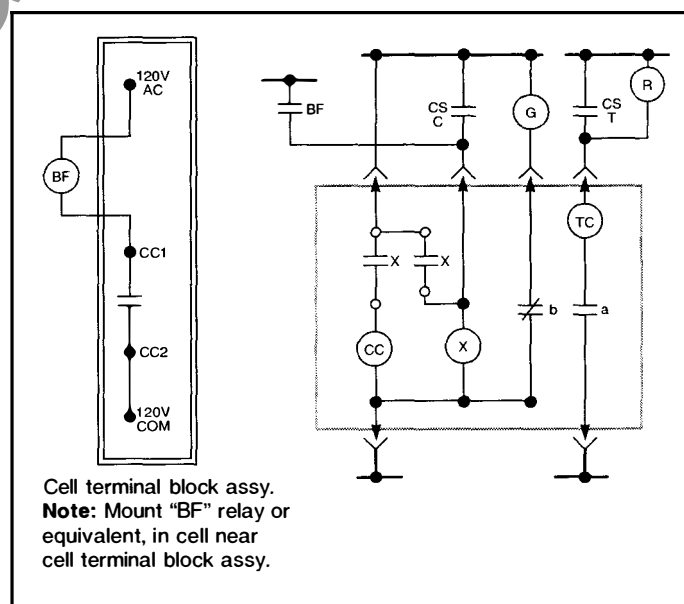 120V
AC
BF
CC1
CC2
120V
COM
Cell terminal block assy.
Note: Mount “BF” relay or
equivalent, in cell near
cell terminal block assy.
BF
CS
C
G
CS
T
R
TC
X
X
b
a
CC
X